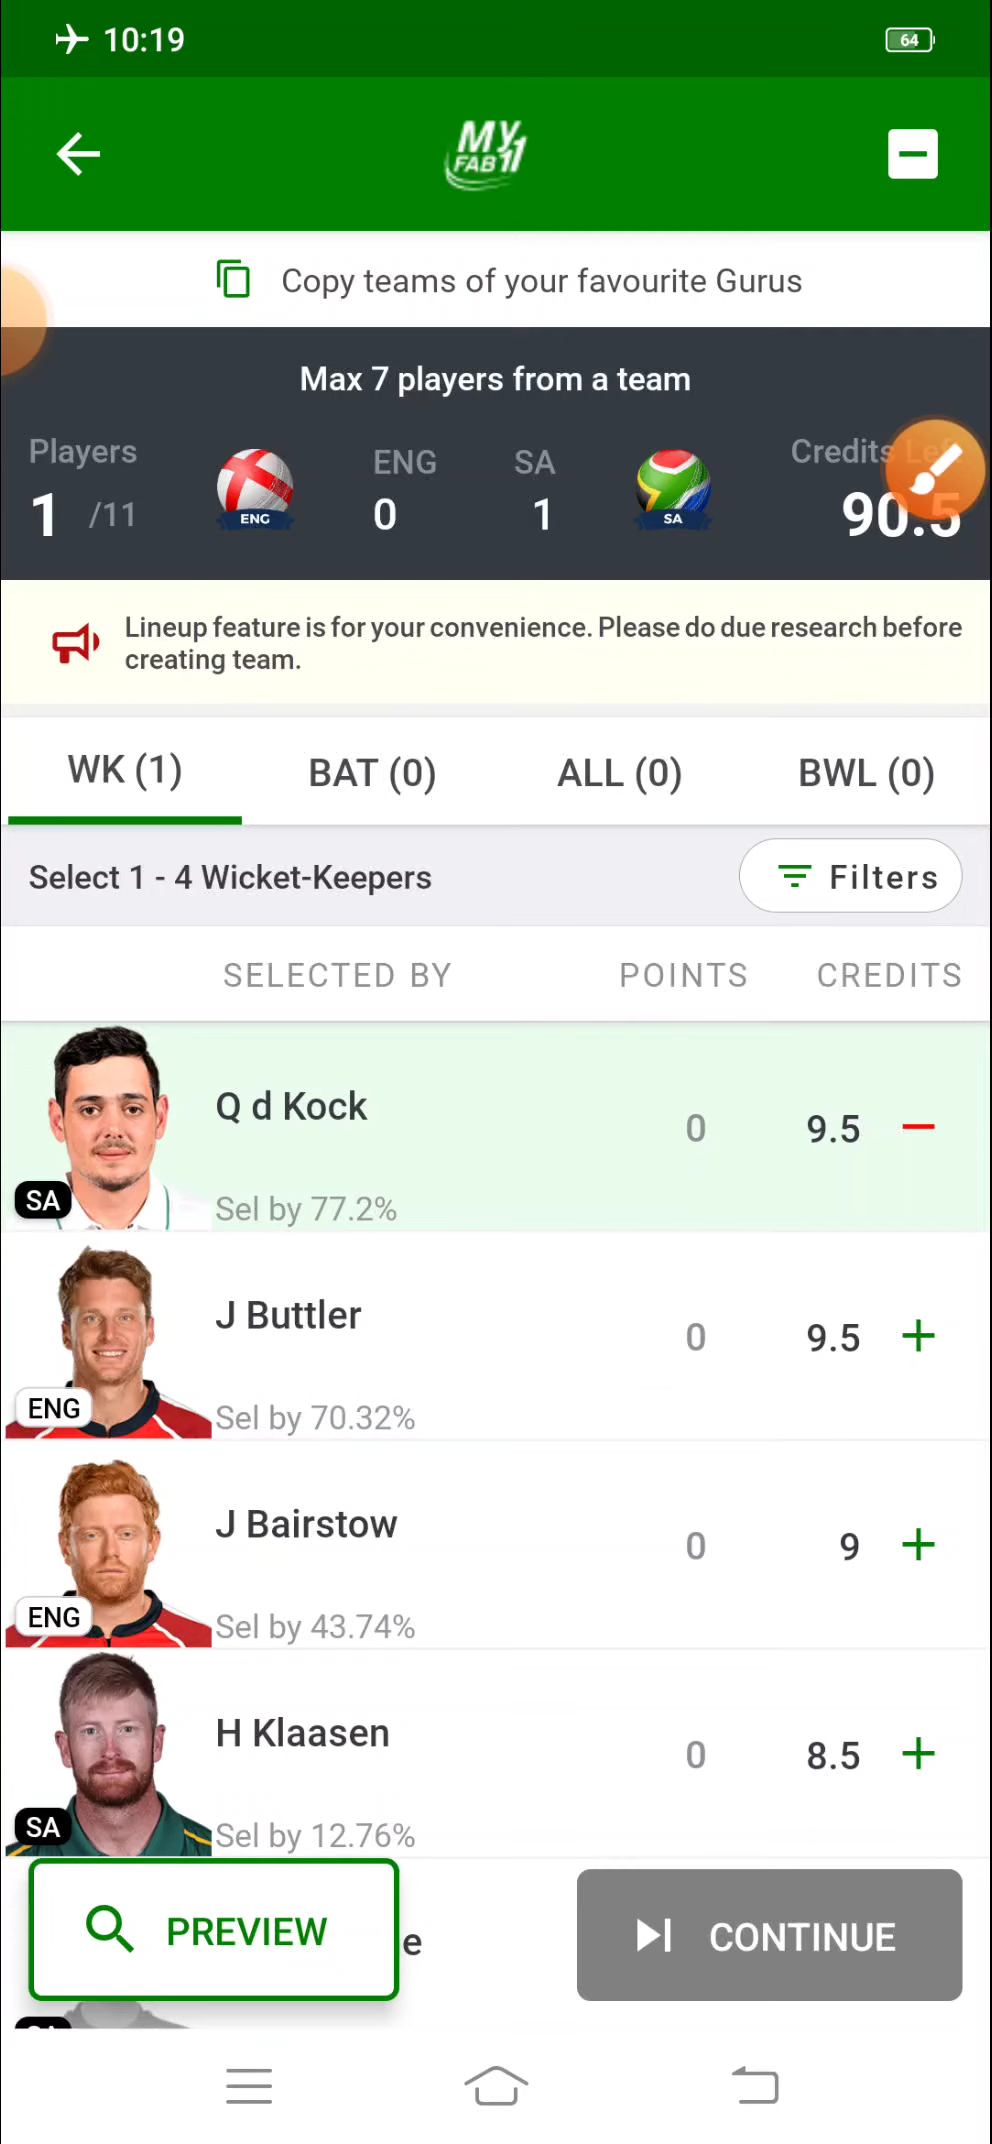 10:19
64
MY
FAB 11
Copy teams of your favourite Gurus
Max 7 players from a team
Players
ENG
SA
Credits Left
1 /11
ENG
0
1
SA
90.5
Lineup feature is for your convenience. Please do due research before
creating team.
WK (1)
BAT (0)
ALL (0)
BWL (0)
Select 1 - 4 Wicket-Keepers
Filters
SELECTED BY
POINTS
CREDITS
Q d Kock
0
9.5
SA
Sel by 77.2%
J Buttler
0
9.5
ENG
Sel by 70.32%
J Bairstow
0
9
ENG
Sel by 43.74%
H Klaasen
0
8.5
SA
Sel by 12.76%
PREVIEW
e
CONTINUE